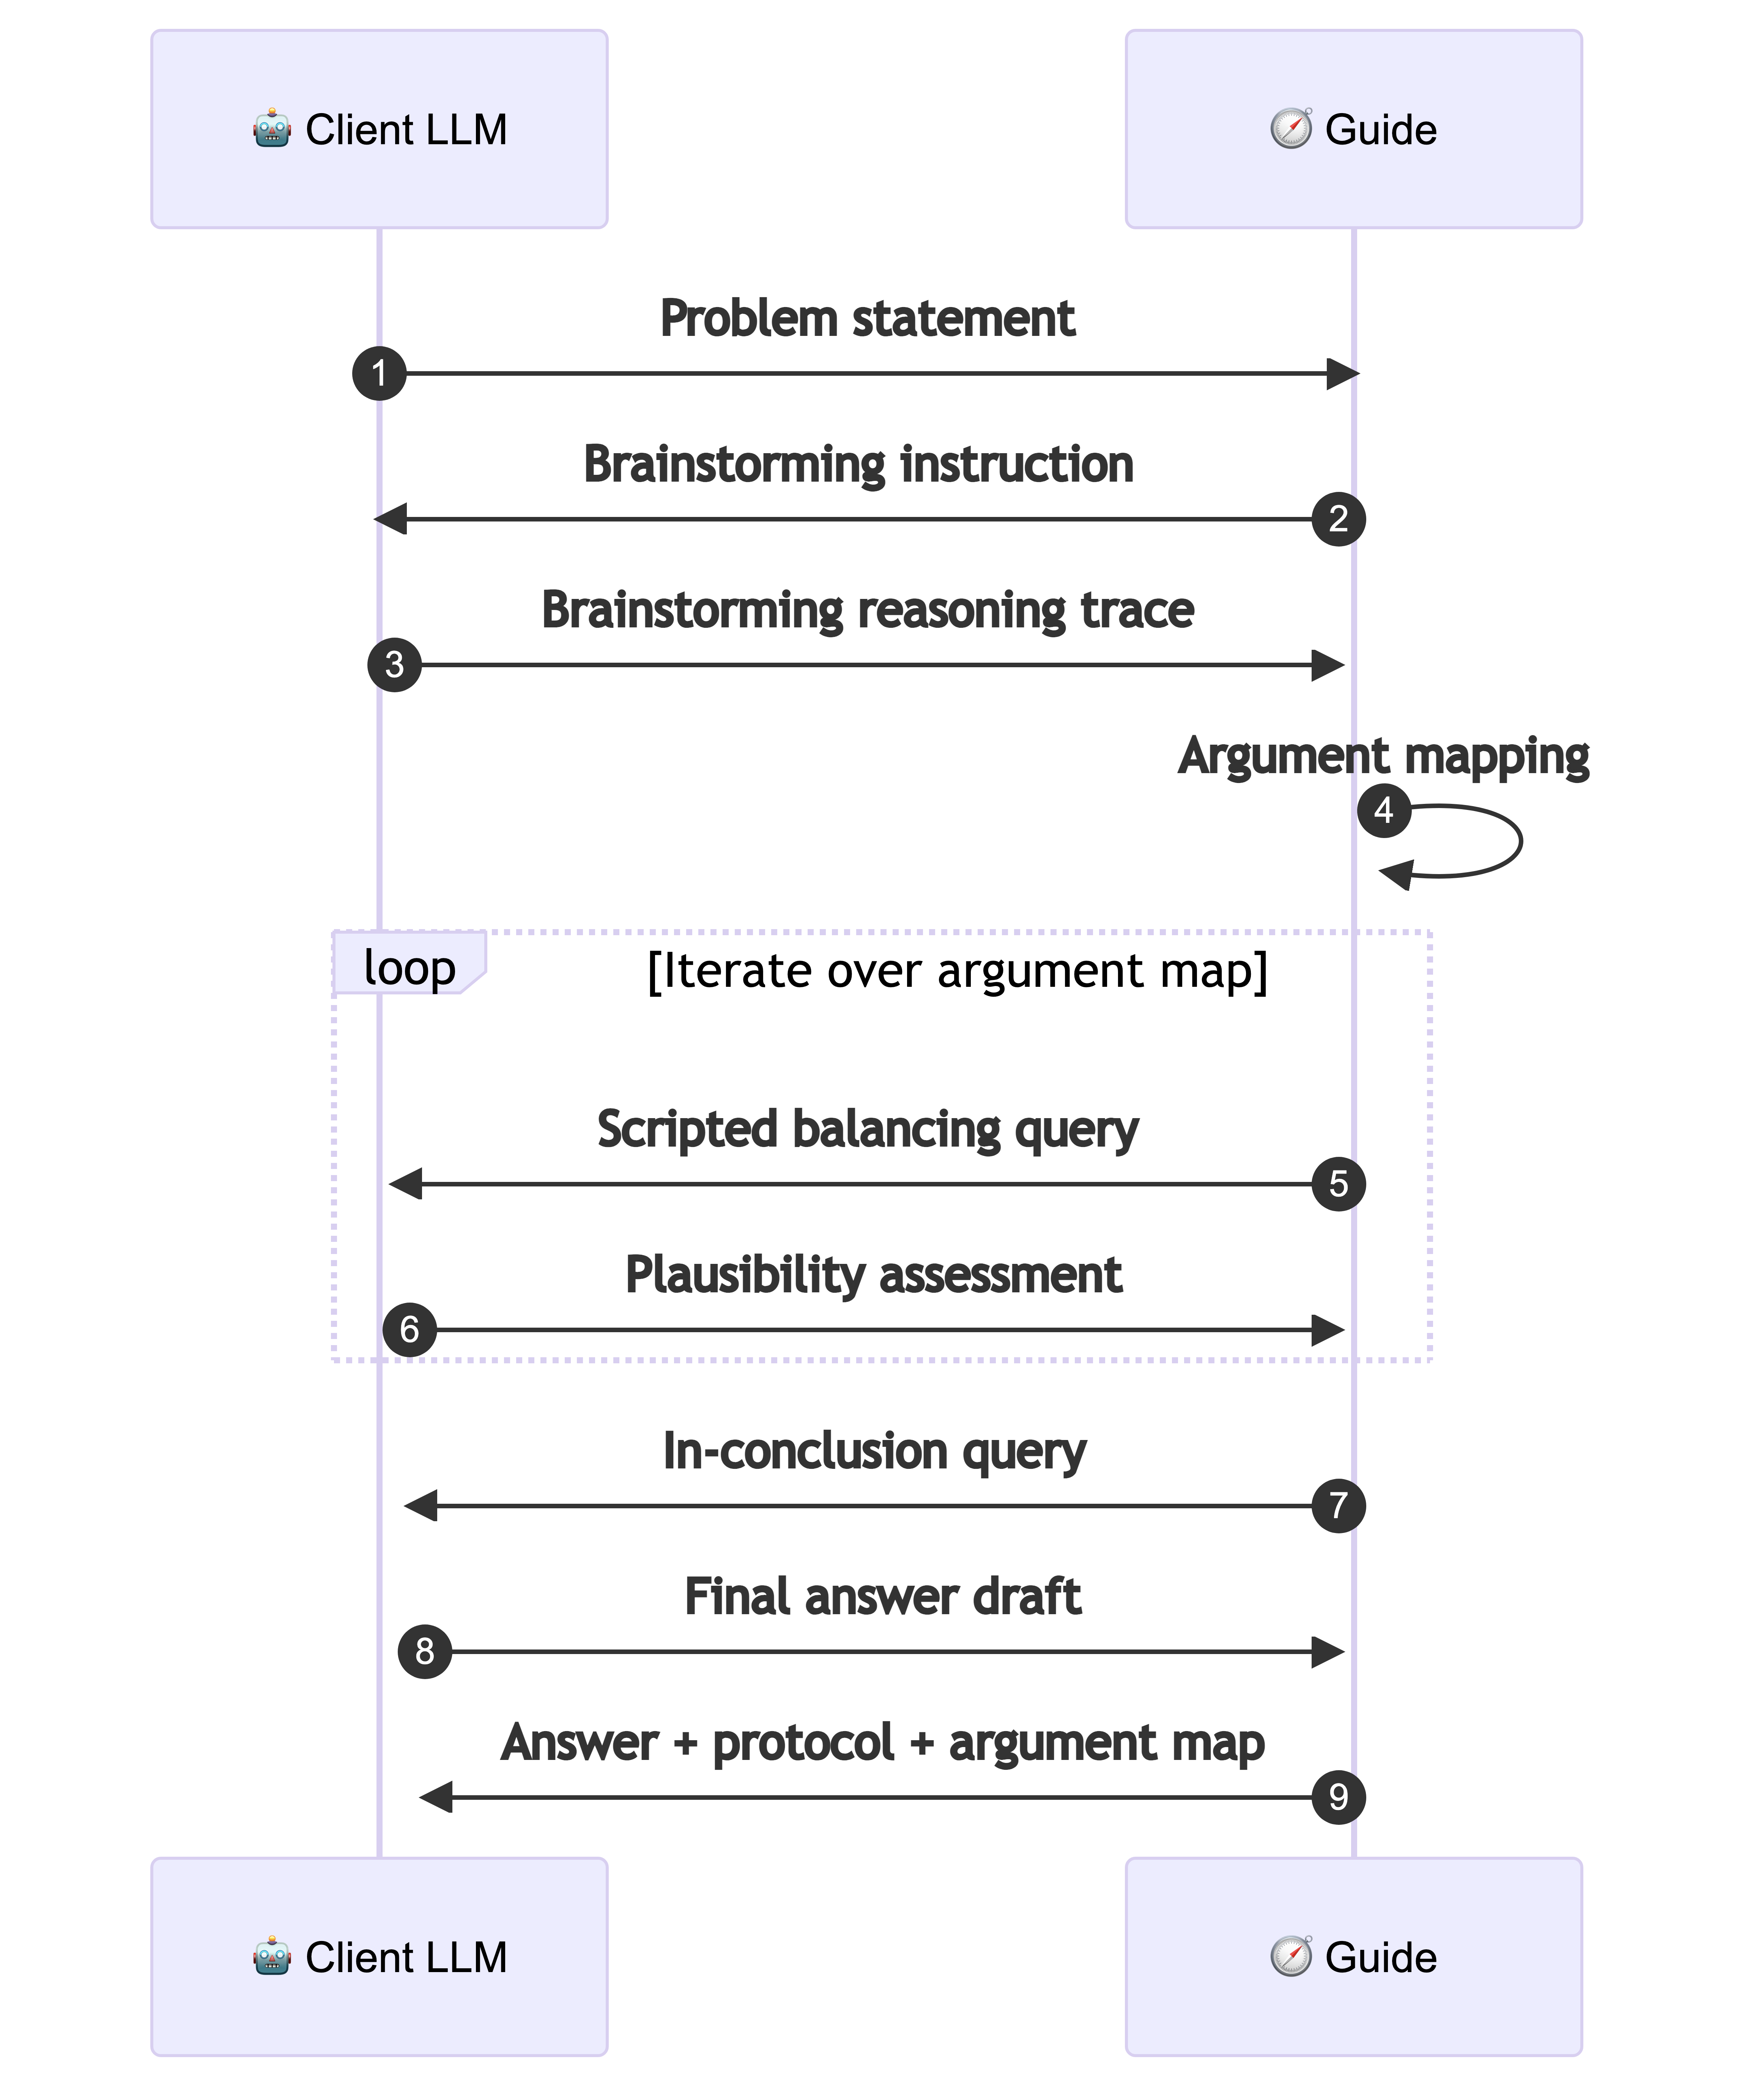 🤖 Client LLM
🧭 Guide
Problem statement
1
Brainstorming instruction
2
Brainstorming reasoning trace
3
Argument mapping
4
loop
[Iterate over argument map]
Scripted balancing query
5
Plausibility assessment
6
In-conclusion query
7
Final answer draft
8
Answer + protocol + argument map
9
🤖 Client LLM
🧭 Guide